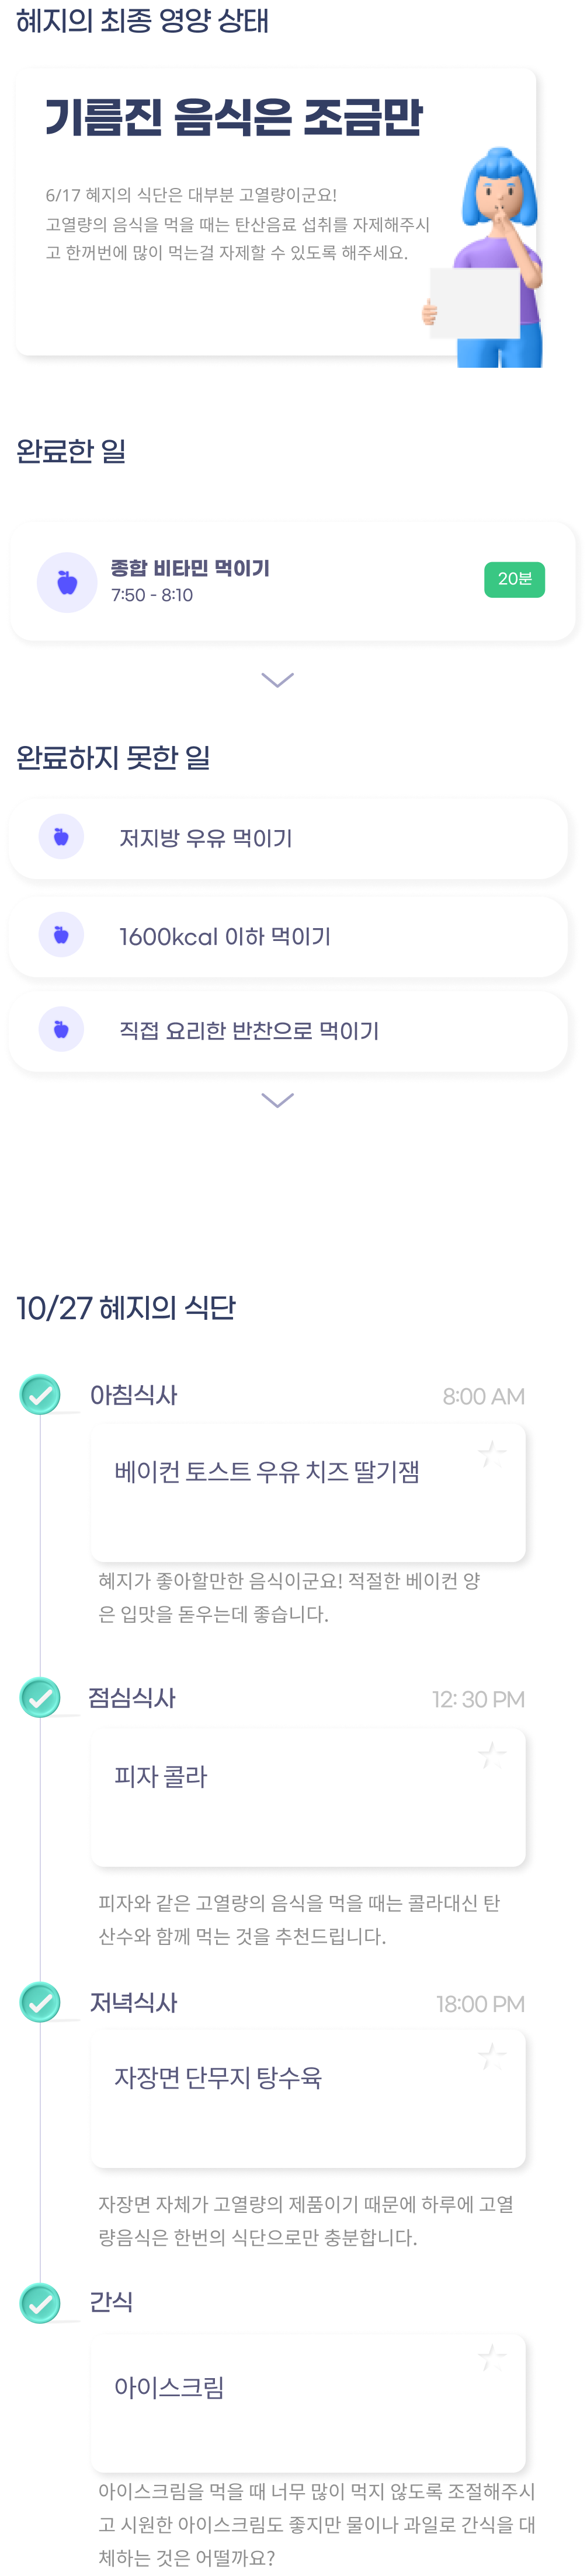 혜지의 최종 영양 상태
기름진 음식은 조금만
6/17 혜지의 식단은 대부분 고열량이군요!
고열량의 음식을 먹을 때는 탄산음료 섭취를 자제해주시
고 한꺼번에 많이 먹는걸 자제할 수 있도록 해주세요.
완료한 일
종합 비타민 먹이기
7:50 - 8:10
20분
완료하지 못한 일
저지방 우유 먹이기
1600kcal 이하 먹이기
직접 요리한 반찬으로 먹이기
10/27 혜지의 식단
아침식사
8:00 AM
베이컨 토스트 우유 치즈 딸기잼
혜지가 좋아할만한 음식이군요! 적절한 베이컨 양
은 입맛을 돋우는데 좋습니다.
점심식사
12: 30 PM
피자 콜라
피자와 같은 고열량의 음식을 먹을 때는 콜라대신 탄
산수와 함께 먹는 것을 추천드립니다.
저녁식사
18:00 PM
자장면 단무지 탕수육
자장면 자체가 고열량의 제품이기 때문에 하루에 고열
량음식은 한번의 식단으로만 충분합니다.
간식
아이스크림
아이스크림을 먹을 때 너무 많이 먹지 않도록 조절해주시
고 시원한 아이스크림도 좋지만 물이나 과일로 간식을 대
체하는 것은 어떨까요?